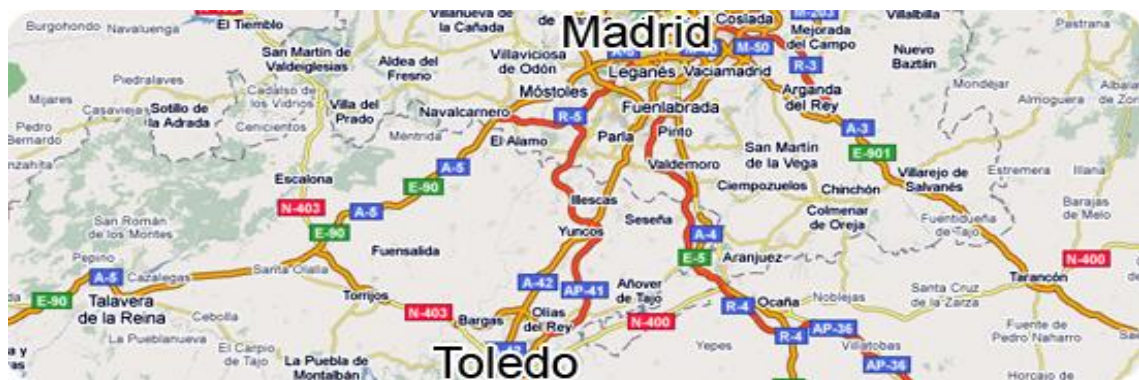 Burgohondo
Navaluenga
El Tiemblo
Villanueva de
la Cañada
Madrid
Coslada
M-203
Villalbilla
Pastrana
San Martín de
Valdeiglesias
Aldea del
Fresno
Villaviciosa
de Odón
M-50
Mejorada
del Campo
Nuevo
Baztán
R-3
Leganés
Vaciamadrid
Piedralaves
Móstoles
Mondéjar
Mijares
Casavieja
Sotillo de
la Adrada
Cadalso de
los Vidrios
Villa del
Prado
Navalcarnero
R-5
Fuenlabrada
Arganda
del Rey
Almoguera
Pedro
Bernardo
Cenicientos
Méntrida
El Alamo
Parla
Pinto
A-3
San Martín
de la Vega
E-901
Escalona
A-5
E-90
Valdemoro
Ciempozuelos
Chinchón
Villarejo de
Salvanés
Estremera
Illana
N-403
A-5
E-90
Illescas
Seseña
Colmenar
de Oreja
Barajas
de Melo
San Román
de los Montes
Fuensalida
Yuncos
A-4
Fuentidueña
de Tajo
Pepino
A-5
Cazalegas
Santa Olalla
E-5
Aranjuez
N-400
Tarancón
E-90
Talavera
de la Reina
Torrijos
A-42
AP-41
Añover
de Tajo
R-4
Ocaña
Noblejas
Santa Cruz
de la Zarza
Cebolla
N-403
Bargas
Olías
del Rey
N-400
R-4
AP-36
La Pueblanueva
El Carpio
de Tajo
La Puebla de
Montalbán
Toledo
Yepes
Villatobas
AP-36
Fuente de
Pedro Naharro
Horcajo de